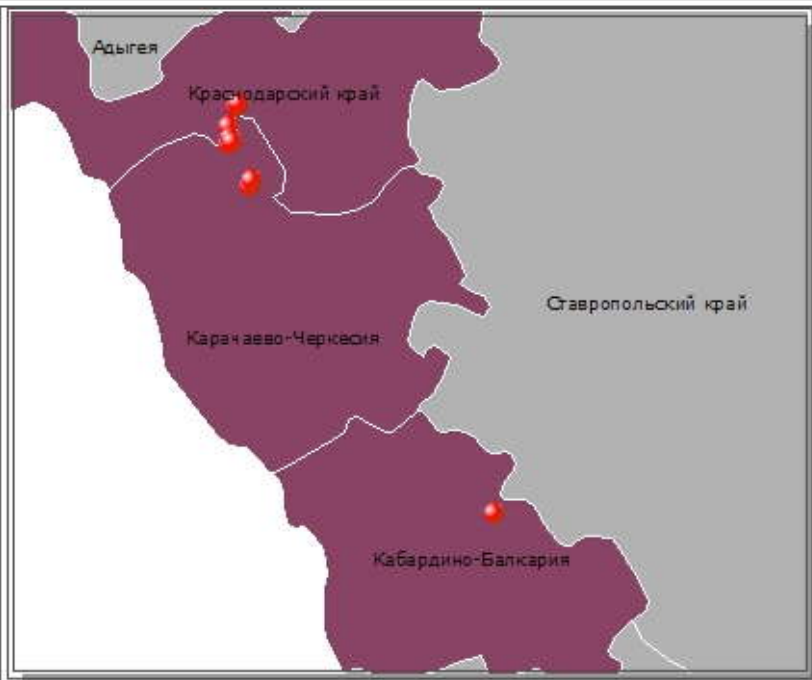 Адыгея
Краснодарский край
Ставропольский край
Карачаево-Черкесия
Кабардино-Балкария